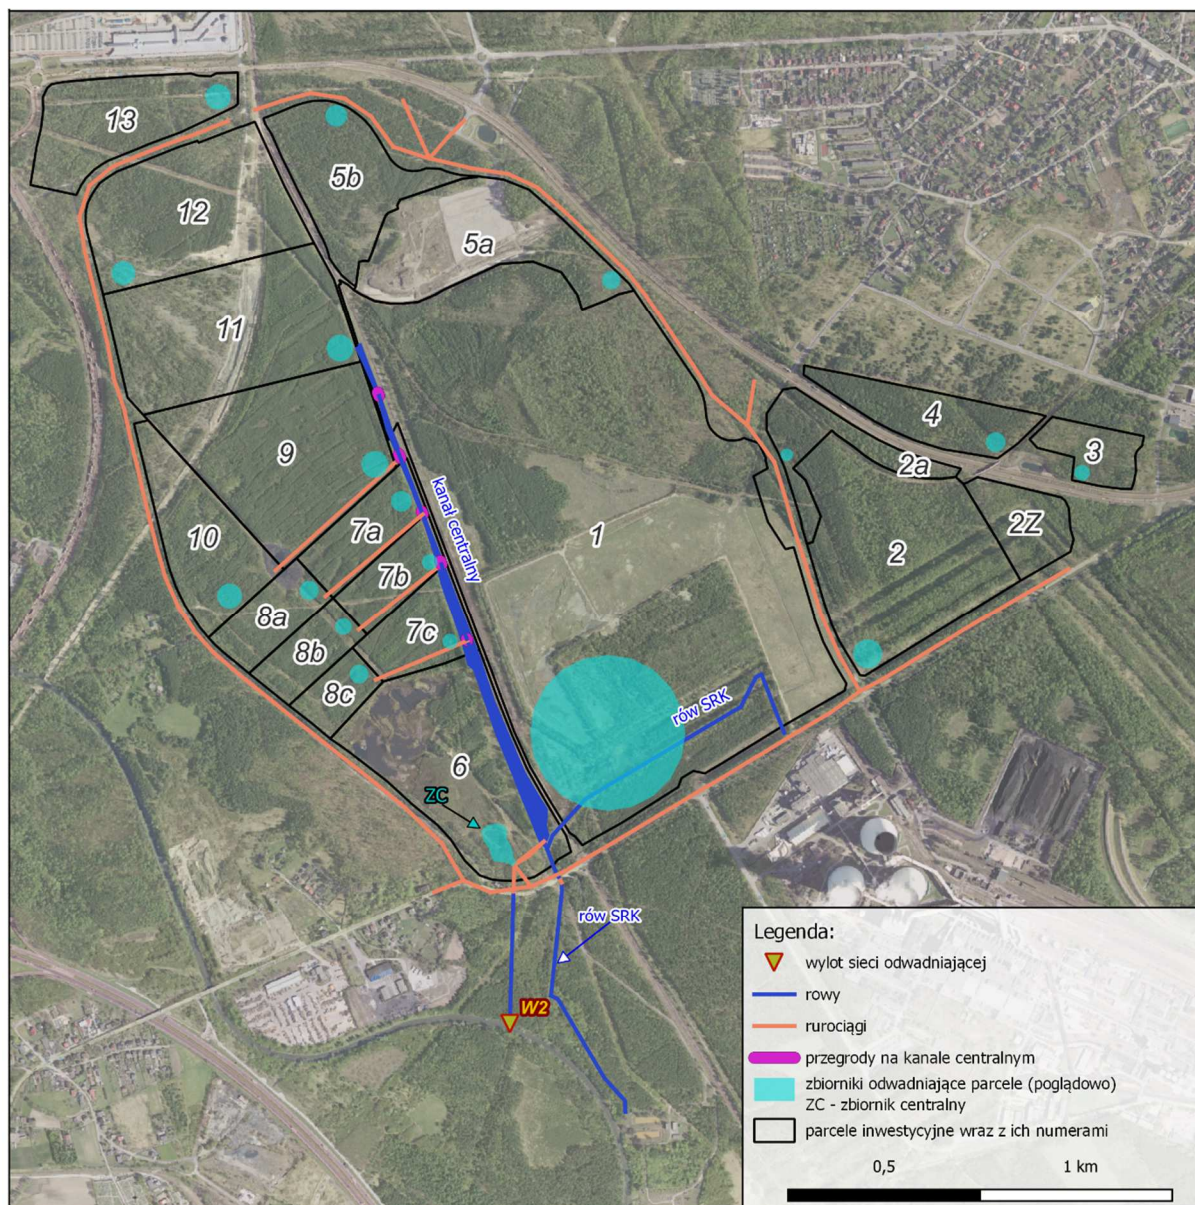 13
5b
12
5a
11
4
3
2a
9
kanał centralny
10
7a
1
2
2Z
8a
7b
7c
8b
8c
rów SRK
6
ZC
rów SRK
W2
Legenda:
wylot sieci odwadniającej
rowy
rurociągi
przegrody na kanale centralnym
zbiorniki odwadniające parcele (poglądowo)
ZC - zbiornik centralny
parcele inwestycyjne wraz z ich numerami
0,5 1 km